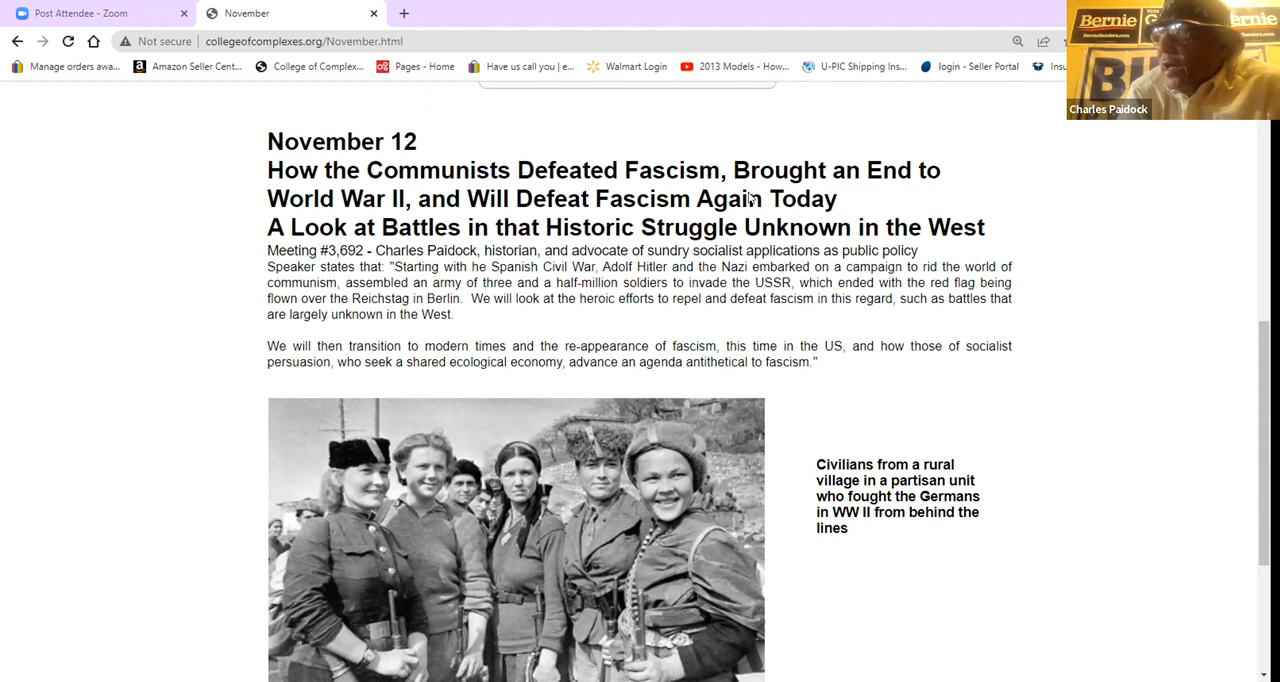 Post Attendee - Zoom
November
Not secure
collegeofcomplexes.org/November.html
Manage orders awa...
Amazon Seller Cent...
College of Complex...
Pages - Home
Have us call you | e...
Walmart Login
2013 Models - How...
U-PIC Shipping Ins...
login - Seller Portal
Inst
Bernie
BernieSanders.com
Vote
G
ernie
Sanders.com
BI
Charles Paidock
November 12
How the Communists Defeated Fascism, Brought an End to
World War II, and Will Defeat Fascism Again Today
A Look at Battles in that Historic Struggle Unknown in the West
Meeting #3,692 - Charles Paidock, historian, and advocate of sundry socialist applications as public policy
Speaker states that: "Starting with he Spanish Civil War, Adolf Hitler and the Nazi embarked on a campaign to rid the world of
communism, assembled an army of three and a half-million soldiers to invade the USSR, which ended with the red flag being
flown over the Reichstag in Berlin. We will look at the heroic efforts to repel and defeat fascism in this regard, such as battles that
are largely unknown in the West.
We will then transition to modern times and the re-appearance of fascism, this time in the US, and how those of socialist
persuasion, who seek a shared ecological economy, advance an agenda antithetical to fascism."
Civilians from a rural
village in a partisan unit
who fought the Germans
in WW II from behind the
lines